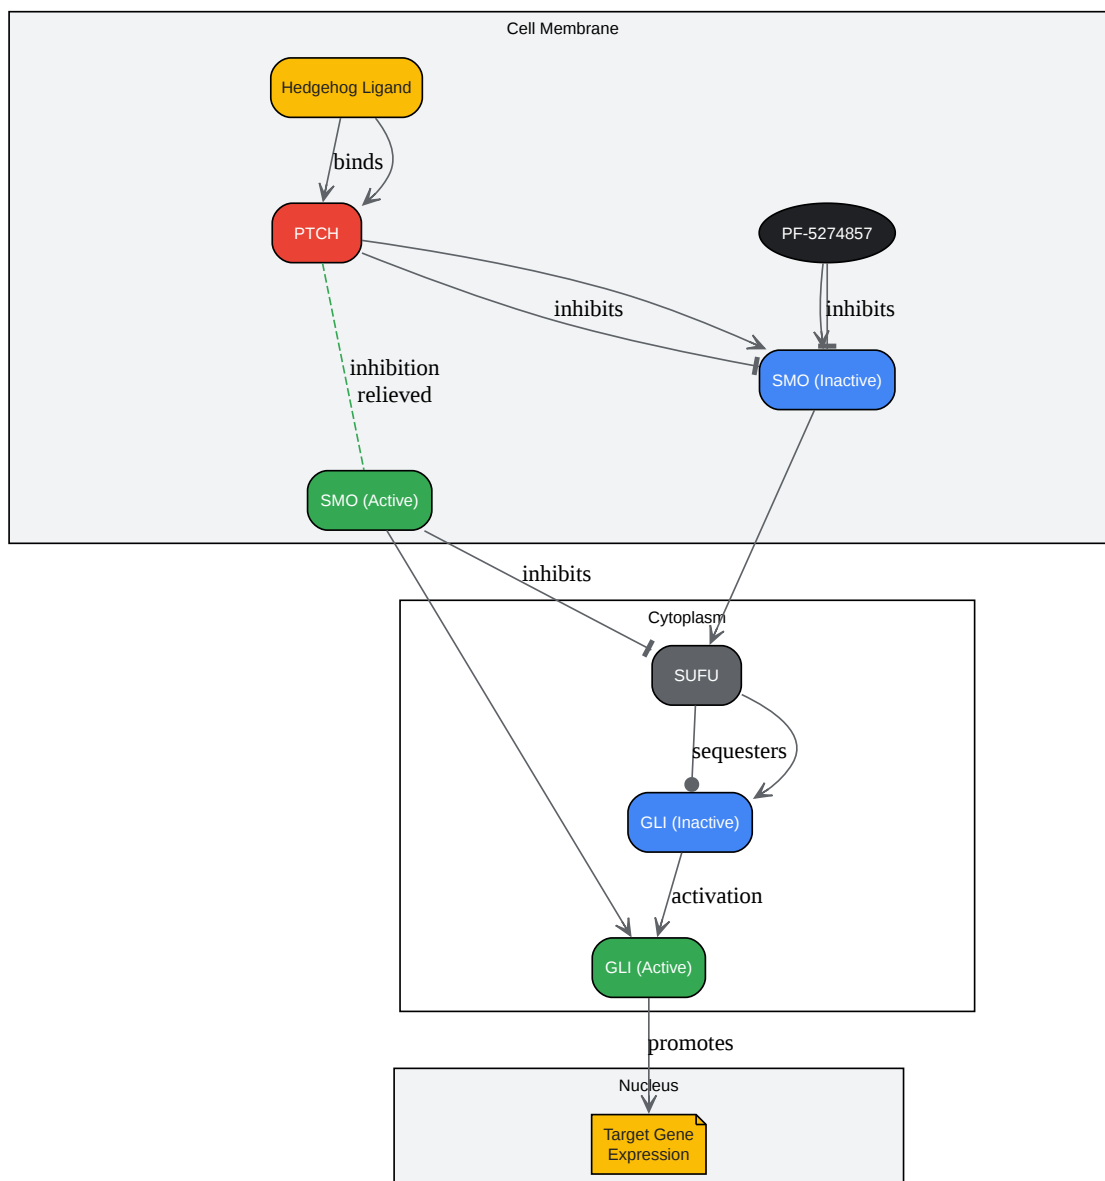 Cell Membrane
Hedgehog Ligand
binds
PTCH
PF-5274857
inhibits
inhibits
inhibition
relieved
SMO (Inactive)
SMO (Active)
inhibits
Cytoplasm
SUFU
sequesters
GLI (Inactive)
activation
GLI (Active)
promotes
Nucleus
Target Gene
Expression